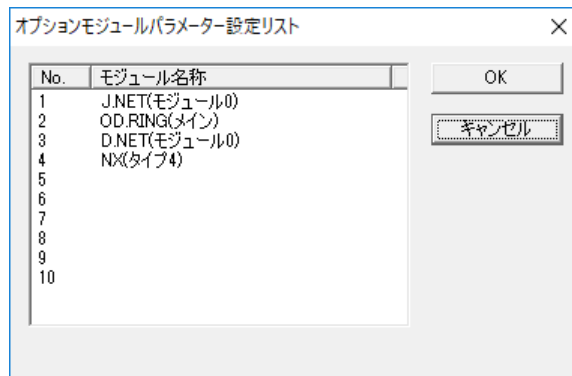 オプションモジュールパラメーター設定リスト
No. モジュール名称
1 J.NET(モジュール0)
2 OD.RING(メイン)
3 D.NET(モジュール0)
4 NX(タイプ4)
5
6
7
8
9
10
OK
キャンセル